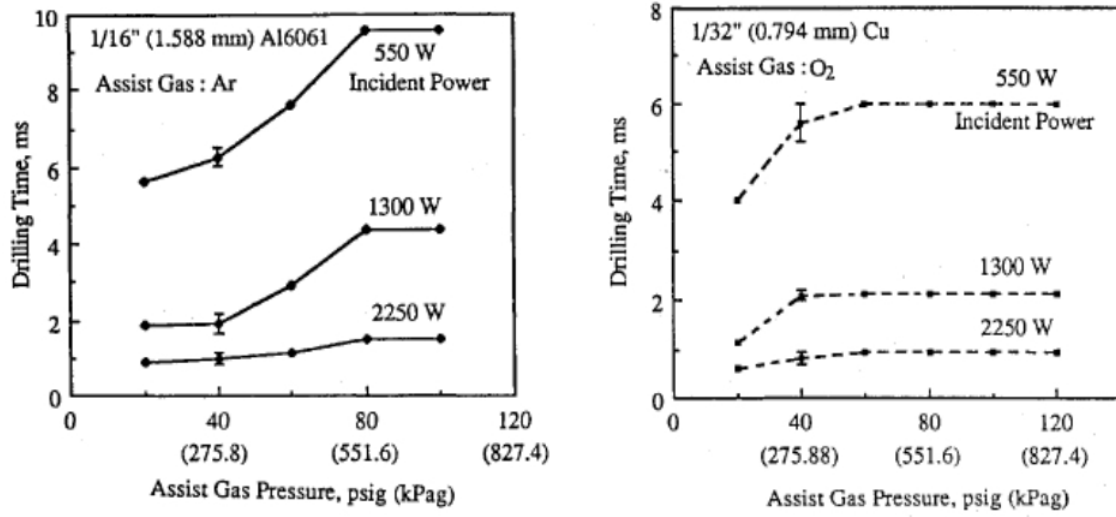 10
1/16" (1.588 mm) Al6061
Assist Gas : Ar
550 W
Incident Power
8
6
4
1300 W
2
2250 W
0
0
40
80
120
(275.8)
(551.6)
(827.4)
Drilling Time, ms
Assist Gas Pressure, psig (kPag)
8
1/32" (0.794 mm) Cu
Assist Gas :O₂
550 W
Incident Power
6
4
1300 W
2
2250 W
0
0
40
80
120
(275.88)
(551.6)
(827.4)
Drilling Time, ms
Assist Gas Pressure, psig (kPag)